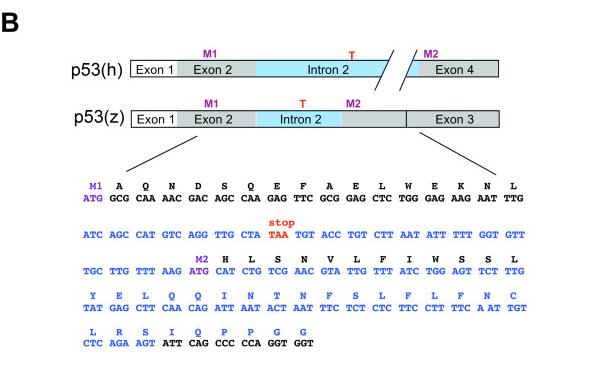 B
M1 T M2
p53(h) Exon 1 Exon 2 Intron 2 Exon 4
M1 T M2
p53(z) Exon 1 Exon 2 Intron 2 Exon 3
M1 A Q N D S Q E F A E L W E K N L
ATG GCG CAA AAC GAC AGC CAA GAG TTC GCG GAG CTC TGG GAG AAG AAT TTG
stop
ATC AGC CAT GTC AGG TTG CTA TAA TGT ACC TGT CTT AAT ATT TTT GGT GTT
M2 H L S N V L F I W S S L
TGC TTG TTT AAG ATG CAT CTG TCG AAC GTA TTG TTT ATC TGG AGT TCT TTG
Y E L Q Q I N T N F S L F L F N C
TAT GAG CTT CAA CAG ATT AAT ACT AAT TTC TCT CTC TTC CTT TTC A AT TGT
L R S I Q P P G G
CTC AGA AGT ATT CAG CCC CCA GGT GGT